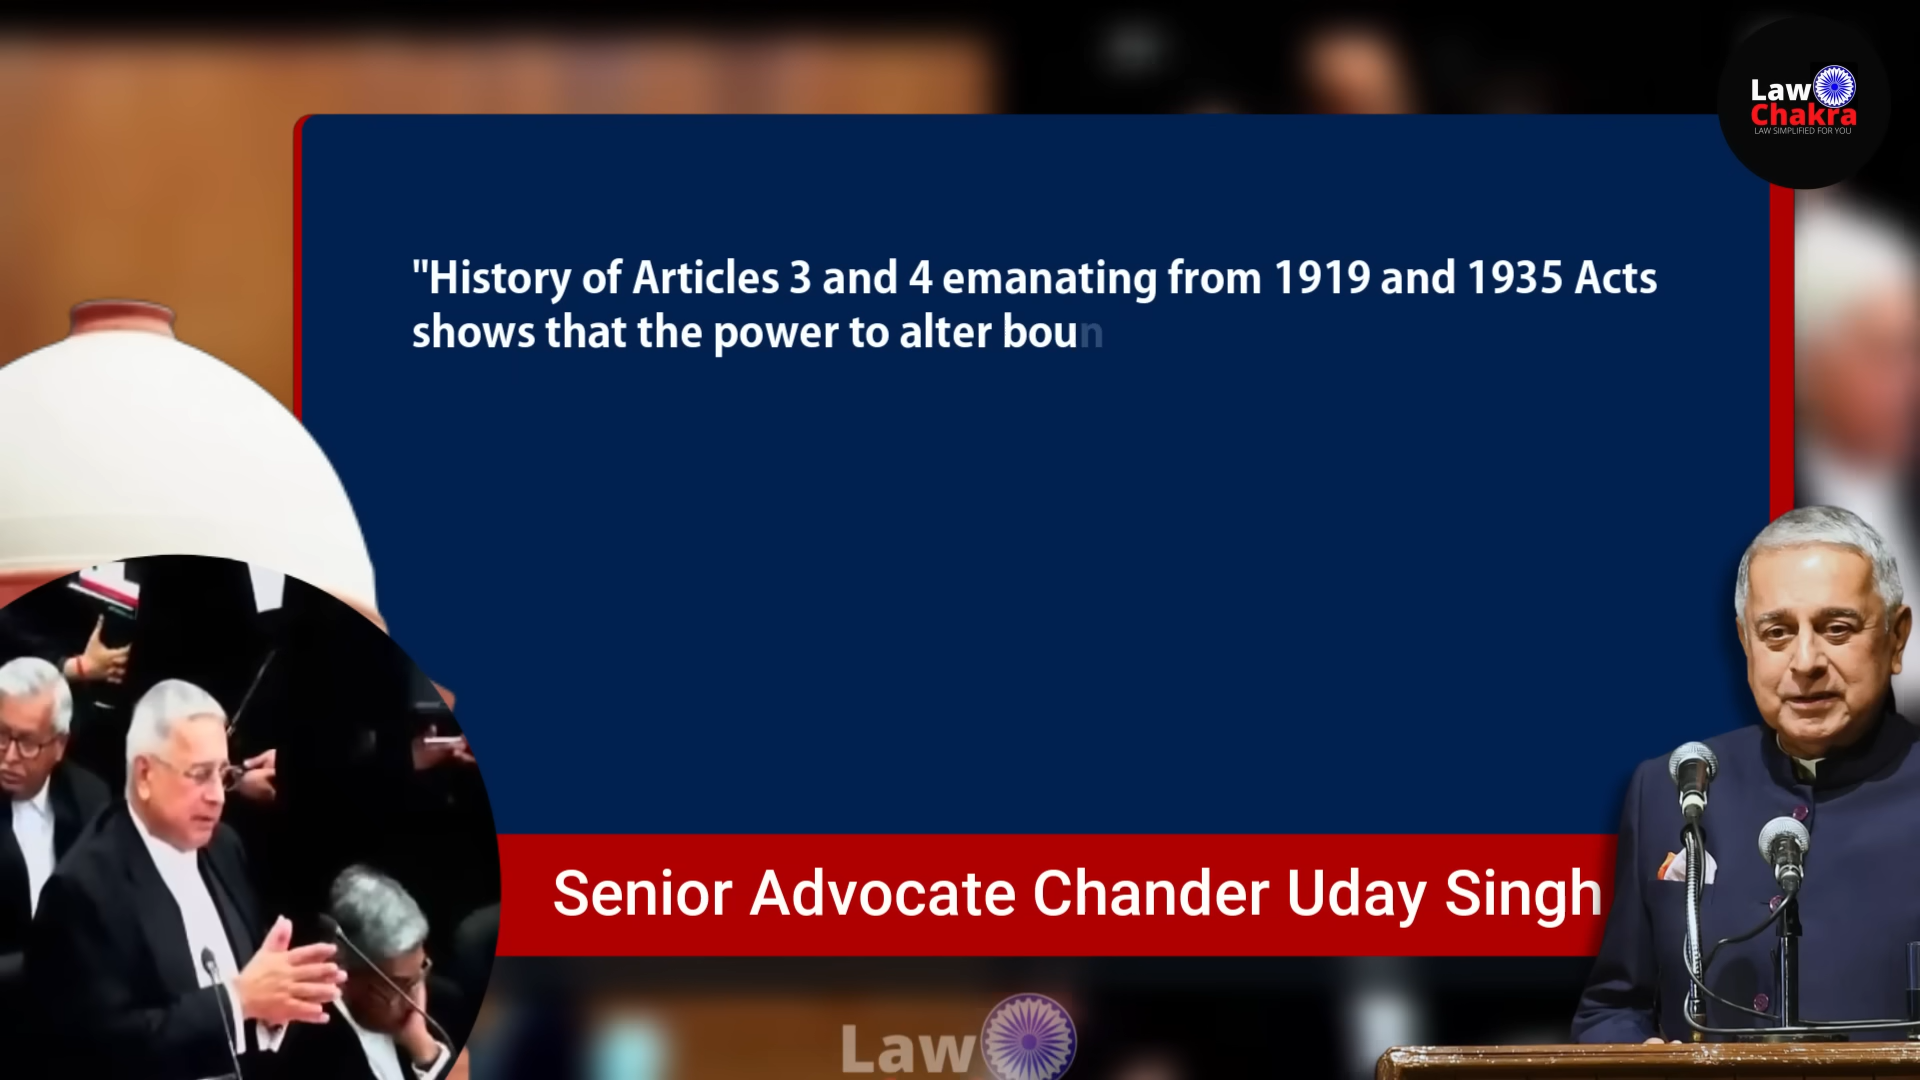 Law
Chakra
LAW SIMPLIFIED FOR YOU
"History of Articles 3 and 4 emanating from 1919 and 1935 Acts
shows that the power to alter boun
Senior Advocate Chander Uday Singh
Law